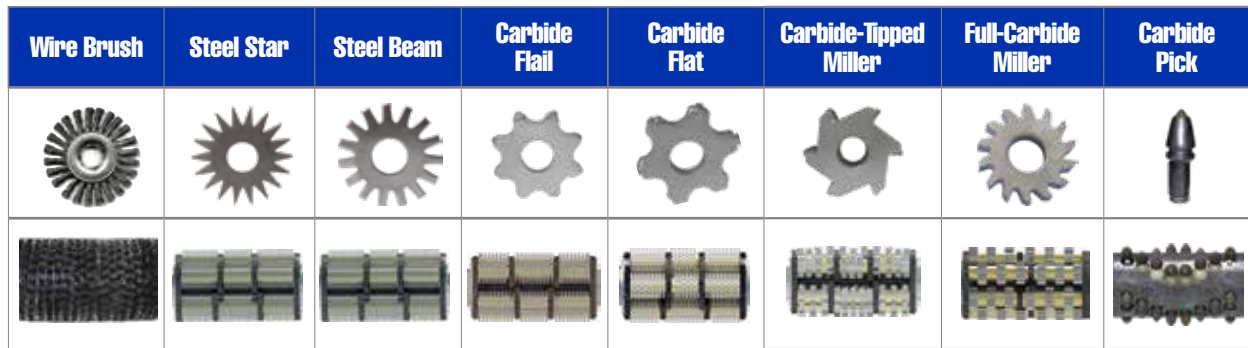 Wire Brush
Steel Star
Steel Beam
Carbide
Flail
Carbide
Flat
Carbide-Tipped
Miller
Full-Carbide
Miller
Carbide
Pick